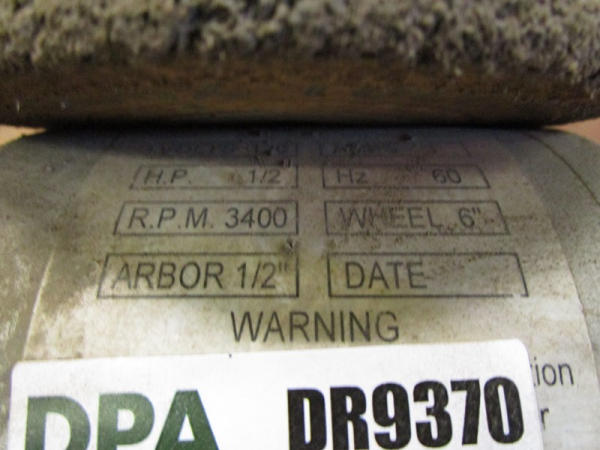 H.P. 1/2 Hz 60
R.P.M. 3400 WHEEL 6"
ARBOR 1/2" DATE
WARNING
DPA DR9370